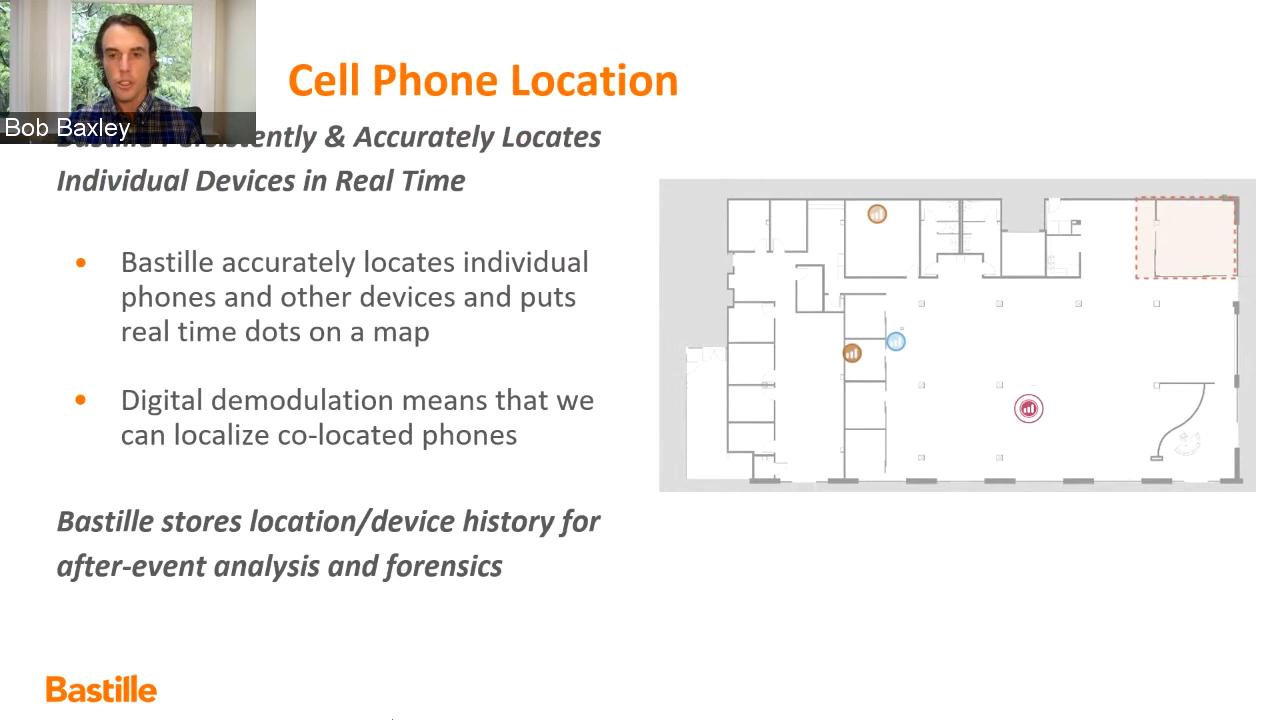 Cell Phone Location
Bob Baxley
Bastille Persistently & Accurately Locates
Individual Devices in Real Time
• Bastille accurately locates individual
phones and other devices and puts
real time dots on a map
• Digital demodulation means that we
can localize co-located phones
Bastille stores location/device history for
after-event analysis and forensics
Bastille